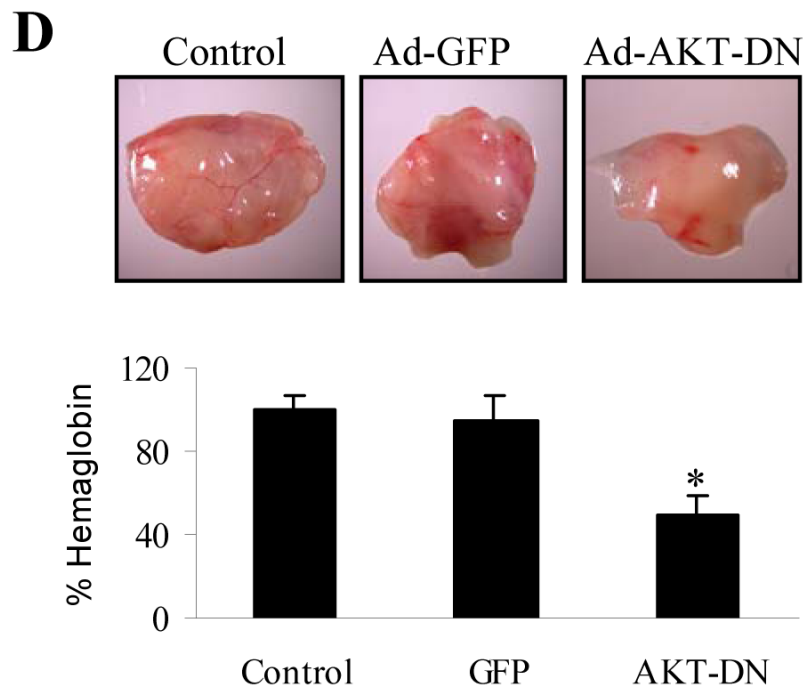 D
Control Ad-GFP Ad-AKT-DN
120
80
40
0
% Hemaglobin
*
Control GFP AKT-DN